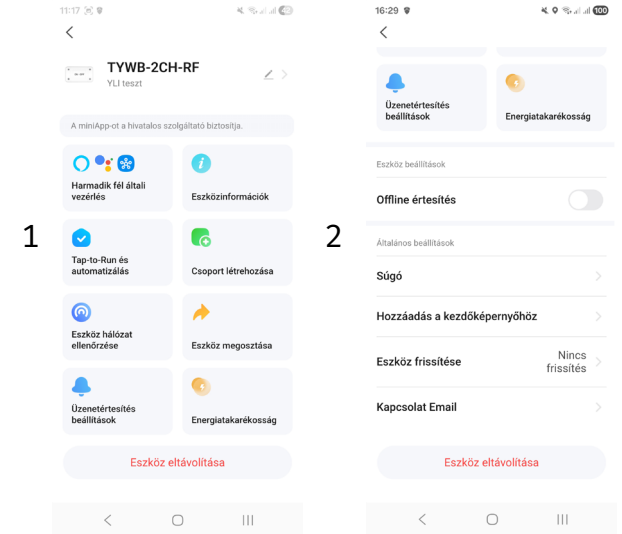 11:17
TYWB-2CH-RF
YLI teszt
A miniApp-ot a hivatalos szolgáltató biztosítja.
Harmadik fél általi
vezérlés
Eszközinformációk
1
Tap-to-Run és
automatizálás
Csoport létrehozása
Eszköz hálózat
ellenőrzése
Eszköz megosztása
Üzenetértesítés
beállítások
Energiatakarékosság
Eszköz eltávolítása
16:29
100
Üzenetértesítés
beállítások
Energiatakarékosság
Eszköz beállítások
Offline értesítés
2
Általános beállítások
Súgó
Hozzáadás a kezdőképernyőhöz
Eszköz frissítése
Nincs
frissítés
Kapcsolat Email
Eszköz eltávolítása